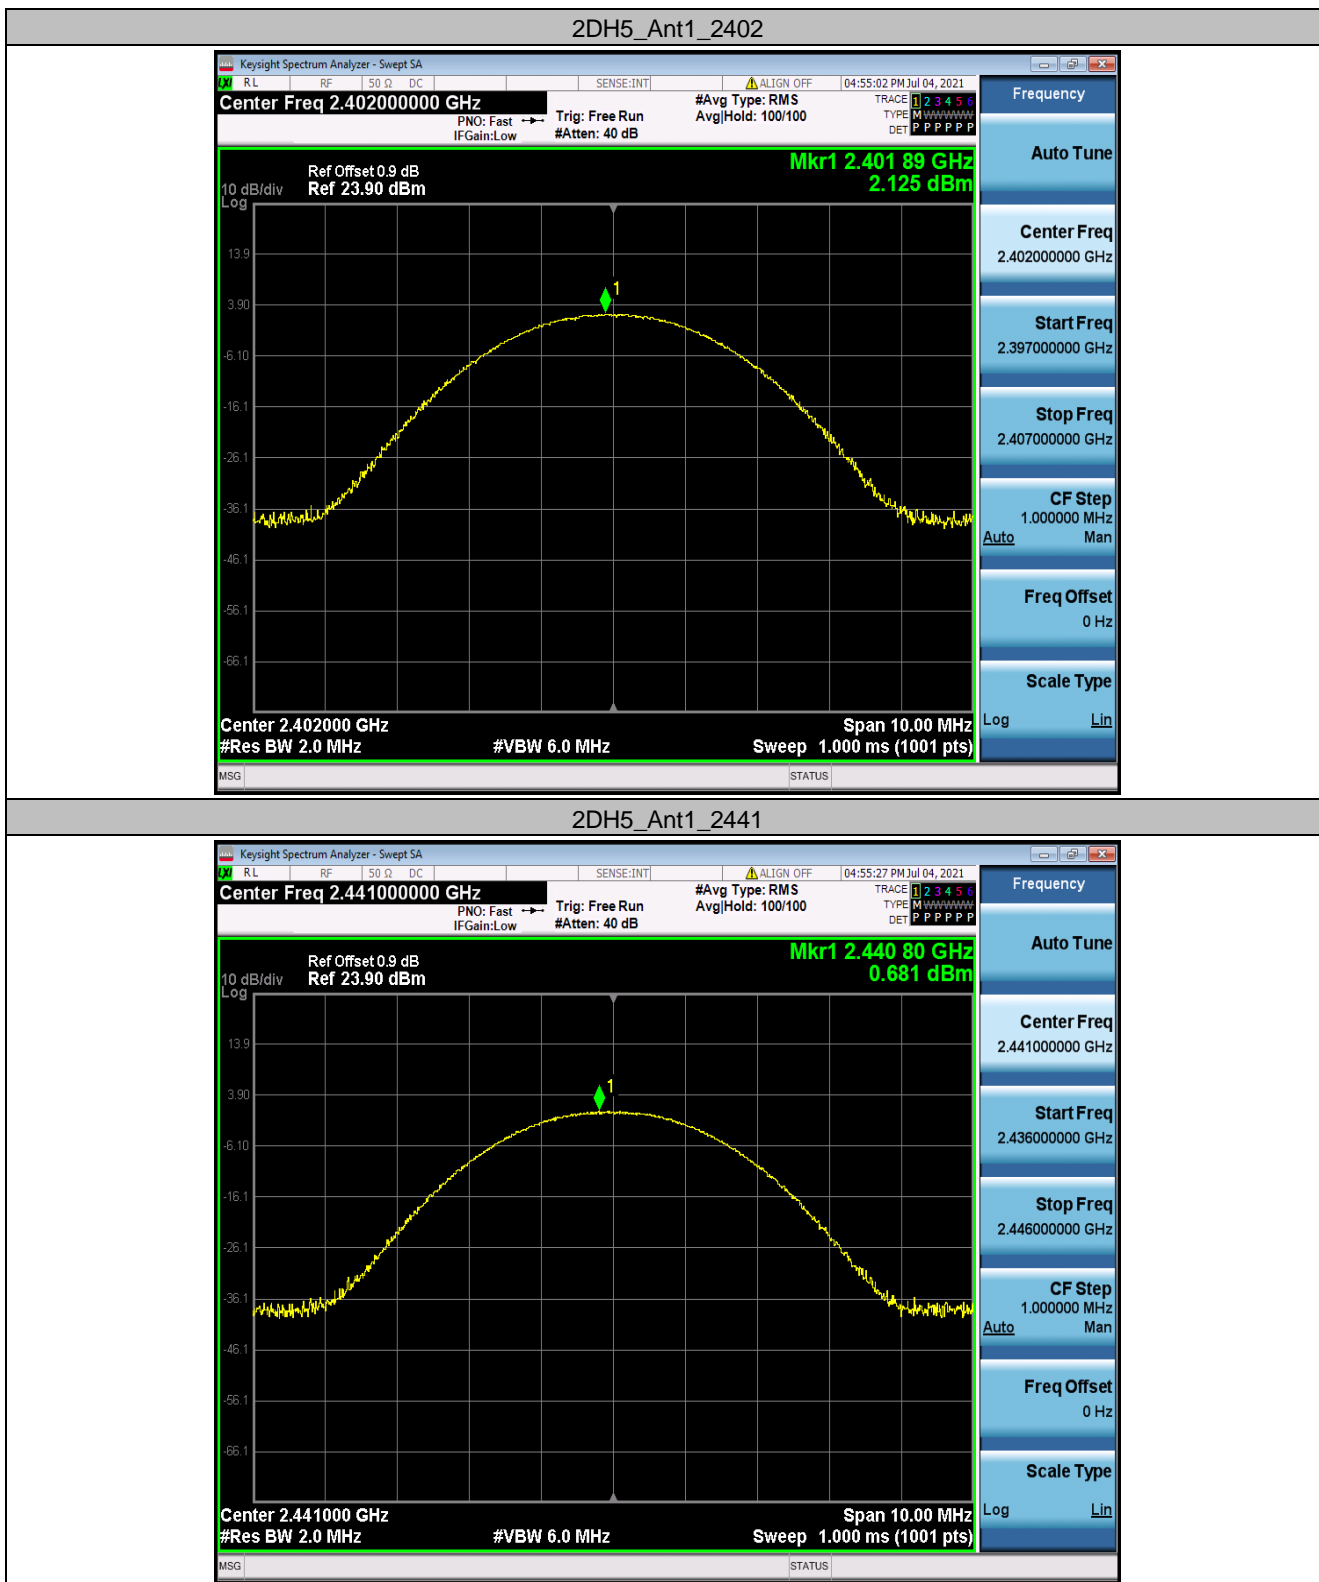 2DH5_Ant1_2402
Keysight Spectrum Analyzer - Swept SA
LXI RL RF 50 Ω DC SENSE:INT ALIGN OFF 04:55:02 PM Jul 04, 2021
Center Freq 2.402000000 GHz
PNO: Fast
IFGain:Low
Trig: Free Run
#Atten: 40 dB
#Avg Type: RMS
Avg|Hold: 100/100
TRACE 1 2 3 4 5 6
TYPE M WWWWW
DET P P P P P P
Frequency
Ref Offset 0.9 dB
10 dB/div Ref 23.90 dBm
Log
Mkr1 2.401 89 GHz
2.125 dBm
1
13.9
3.90
-6.10
-16.1
-26.1
-36.1
-46.1
-56.1
-66.1
Center 2.402000 GHz Span 10.00 MHz
#Res BW 2.0 MHz #VBW 6.0 MHz Sweep 1.000 ms (1001 pts)
MSG STATUS
Auto Tune
Center Freq
2.402000000 GHz
Start Freq
2.397000000 GHz
Stop Freq
2.407000000 GHz
CF Step
1.000000 MHz
Auto Man
Freq Offset
0 Hz
Scale Type
Log Lin
2DH5_Ant1_2441
Keysight Spectrum Analyzer - Swept SA
LXI RL RF 50 Ω DC SENSE:INT ALIGN OFF 04:55:27 PM Jul 04, 2021
Center Freq 2.441000000 GHz
PNO: Fast
IFGain:Low
Trig: Free Run
#Atten: 40 dB
#Avg Type: RMS
Avg|Hold: 100/100
TRACE 1 2 3 4 5 6
TYPE M WWWWW
DET P P P P P P
Frequency
Ref Offset 0.9 dB
10 dB/div Ref 23.90 dBm
Log
Mkr1 2.440 80 GHz
0.681 dBm
1
13.9
3.90
-6.10
-16.1
-26.1
-36.1
-46.1
-56.1
-66.1
Center 2.441000 GHz Span 10.00 MHz
#Res BW 2.0 MHz #VBW 6.0 MHz Sweep 1.000 ms (1001 pts)
MSG STATUS
Auto Tune
Center Freq
2.441000000 GHz
Start Freq
2.436000000 GHz
Stop Freq
2.446000000 GHz
CF Step
1.000000 MHz
Auto Man
Freq Offset
0 Hz
Scale Type
Log Lin